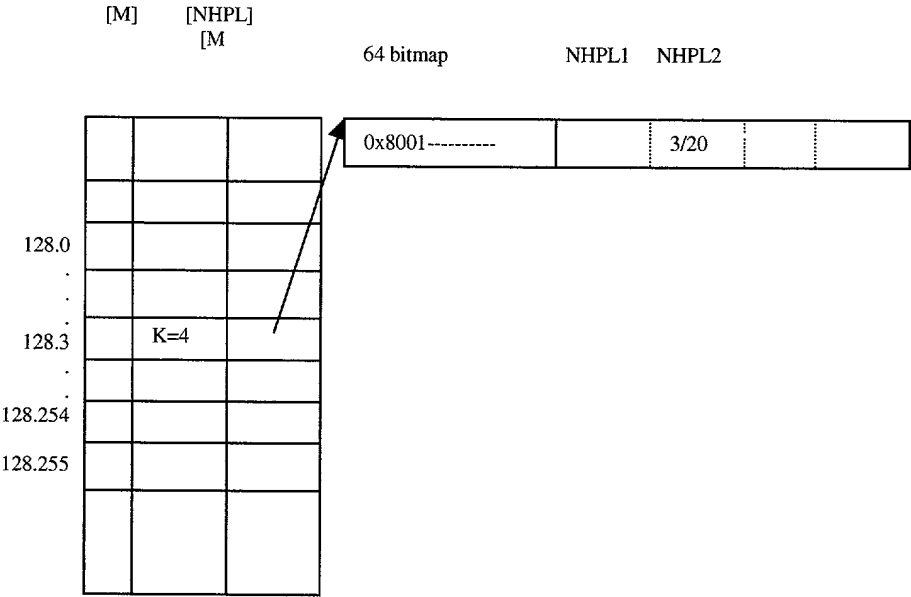 [M] [NHPL]
[M
64 bitmap NHPL1 NHPL2
0x8001---------- 3/20
128.0
.
.
.
128.3 K=4
.
.
128.254
128.255